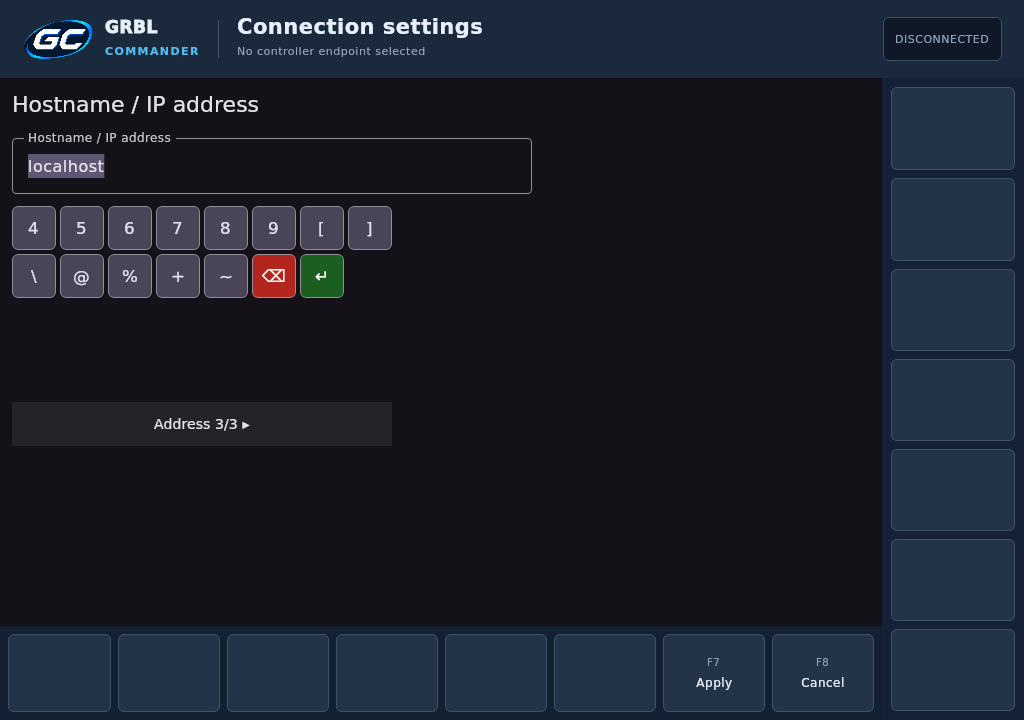 GC
GRBL
COMMANDER
Connection settings
No controller endpoint selected
DISCONNECTED
Hostname / IP address
Hostname / IP address
localhost
4 5 6 7 8 9 [ ]
\ @ % + ~ ⌫ ↵
Address 3/3 ▸
F7
Apply
F8
Cancel